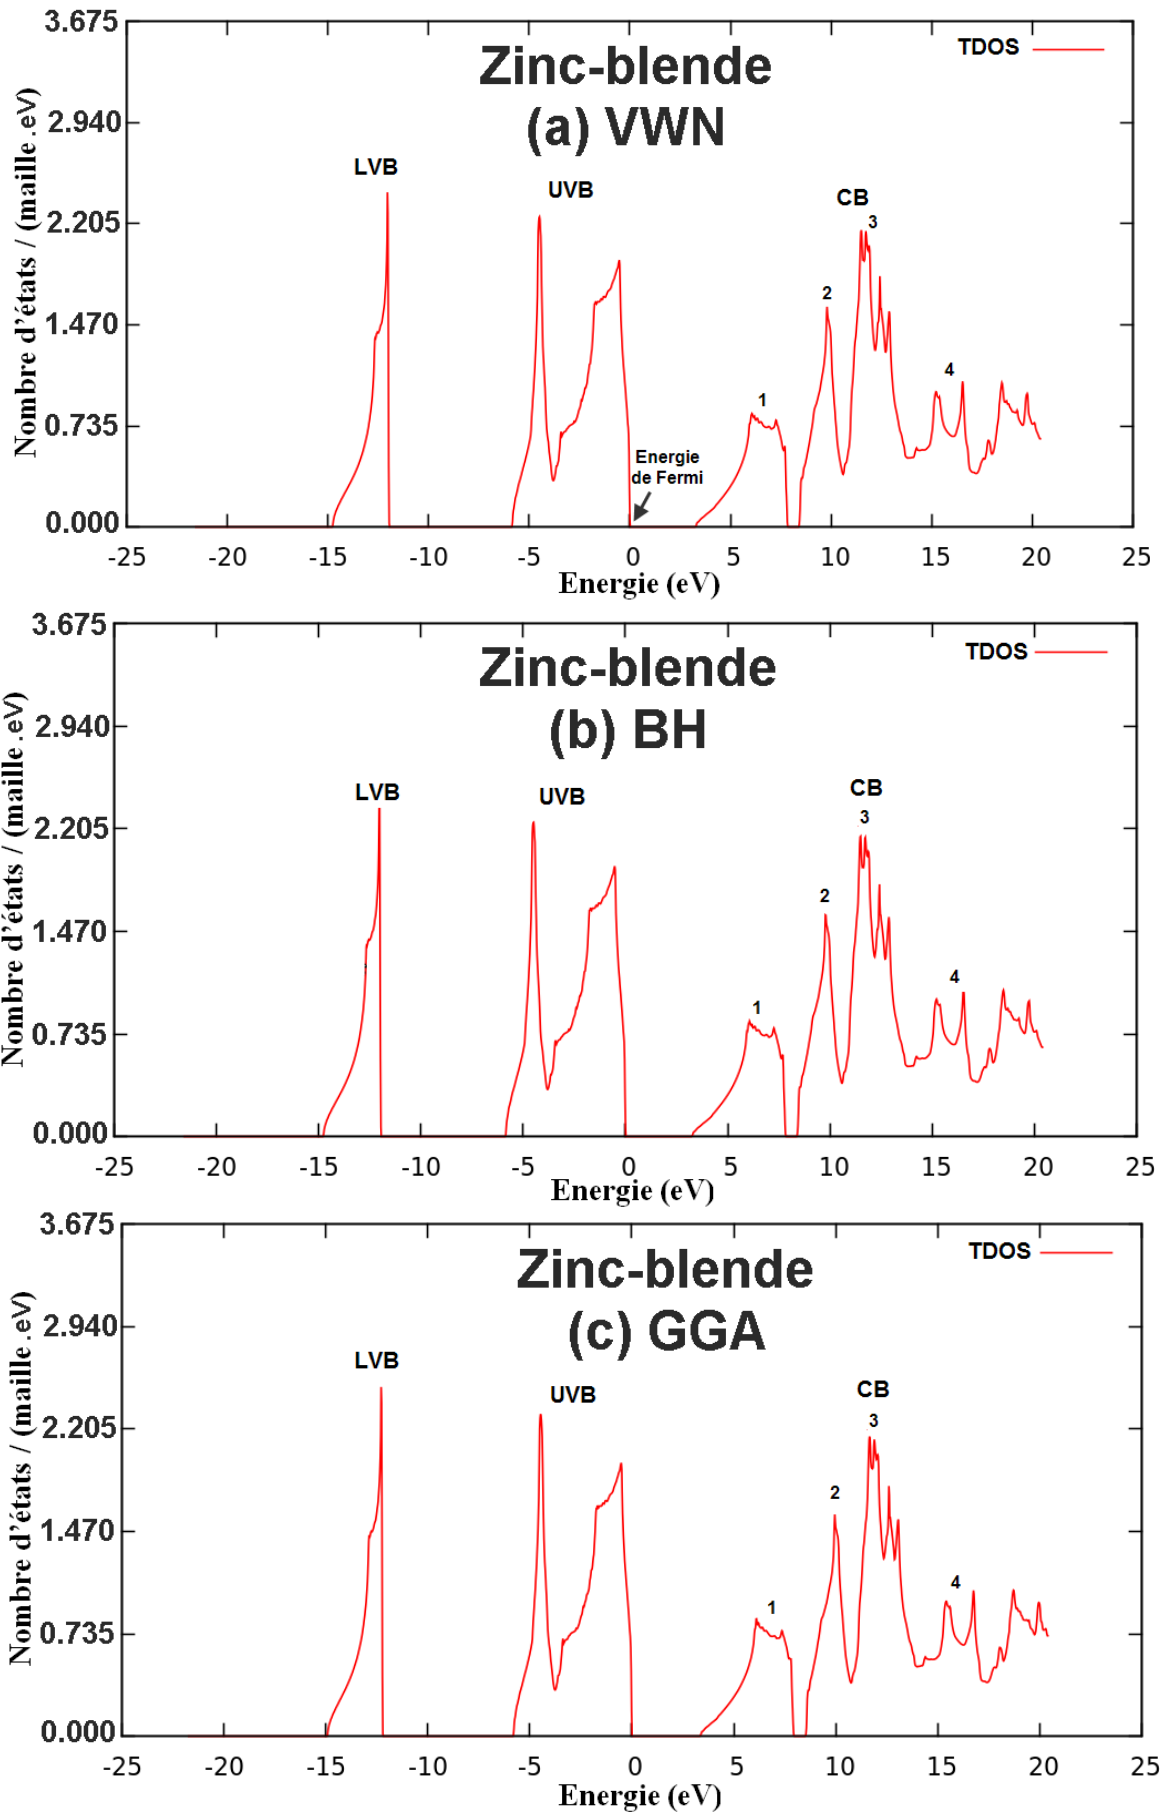 3.675
TDOS
Zinc-blende
(a) VWN
2.940
LVB
UVB
CB
3
2.205
2
1.470
4
1
0.735
Energie
de Fermi
0.000
Nombre d'états / (maille.eV)
-25 -20 -15 -10 -5 0 5 10 15 20 25
Energie (eV)
3.675
TDOS
Zinc-blende
(b) BH
2.940
LVB
UVB
CB
3
2.205
2
1.470
4
1
0.735
0.000
Nombre d'états / (maille.eV)
-25 -20 -15 -10 -5 0 5 10 15 20 25
Energie (eV)
3.675
TDOS
Zinc-blende
(c) GGA
2.940
LVB
UVB
CB
3
2.205
2
1.470
4
1
0.735
0.000
Nombre d'états / (maille.eV)
-25 -20 -15 -10 -5 0 5 10 15 20 25
Energie (eV)